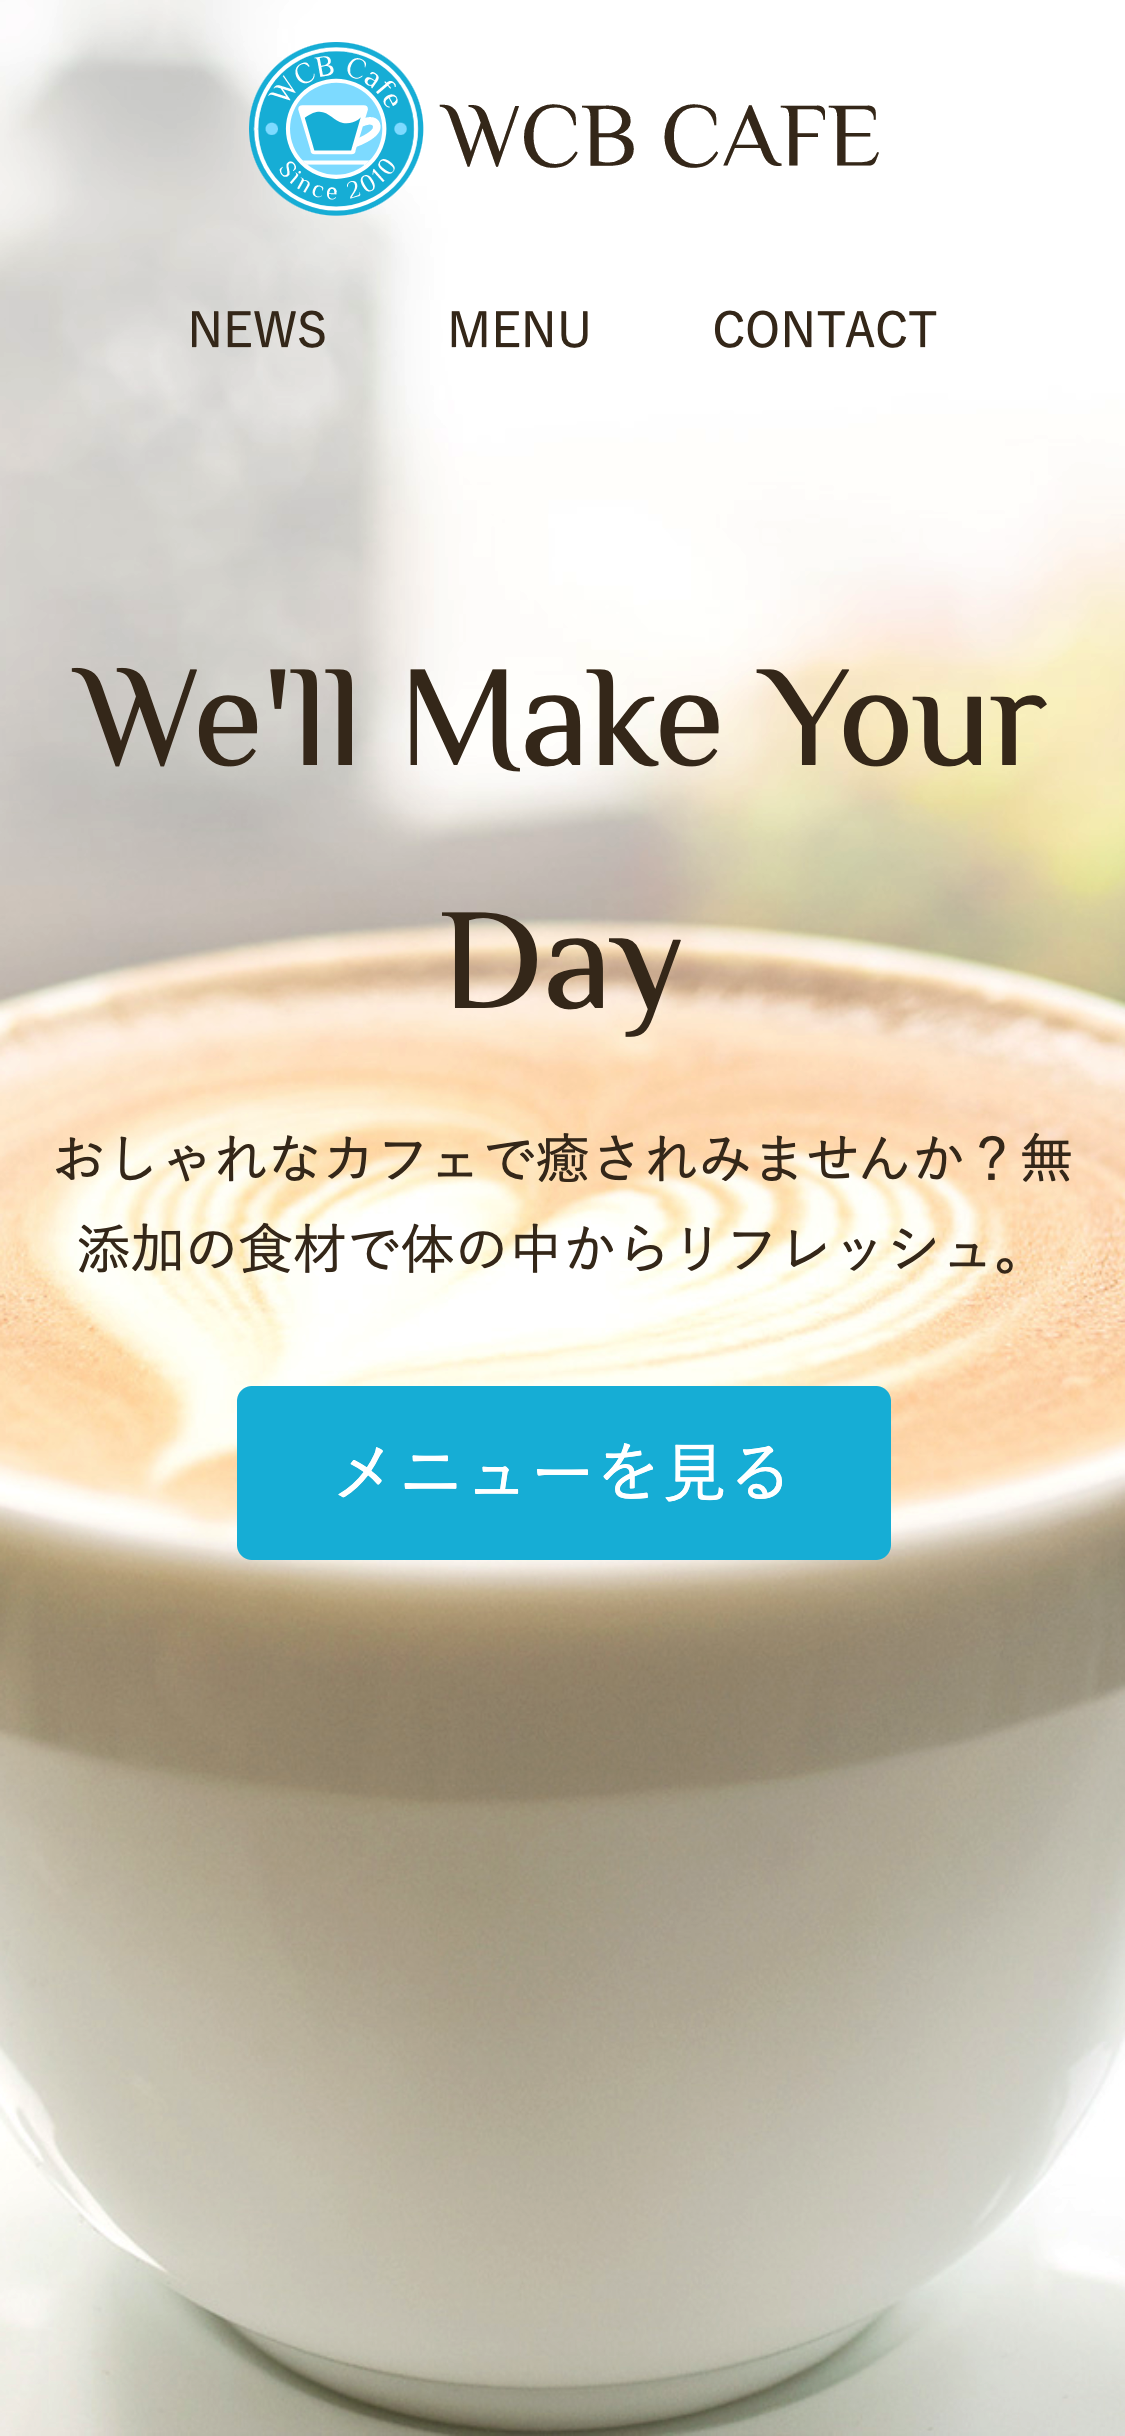 WCB Cafe
Since 2010
WCB CAFE
NEWS MENU CONTACT
We'll Make Your
Day
おしゃれなカフェで癒されみませんか？無
添加の食材で体の中からリフレッシュ。
メニューを見る